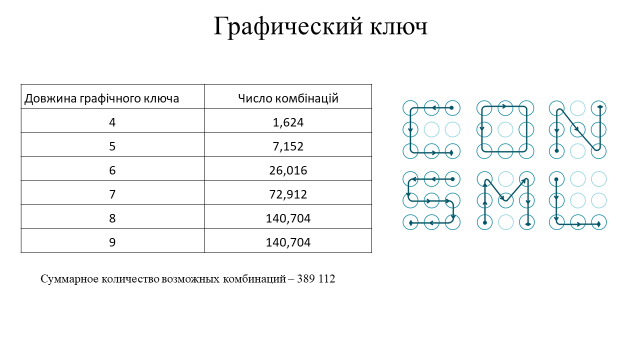 Графический ключ
Довжина графічного ключа Число комбінацій
4 1,624
5 7,152
6 26,016
7 72,912
8 140,704
9 140,704
Суммарное количество возможных комбинаций – 389 112